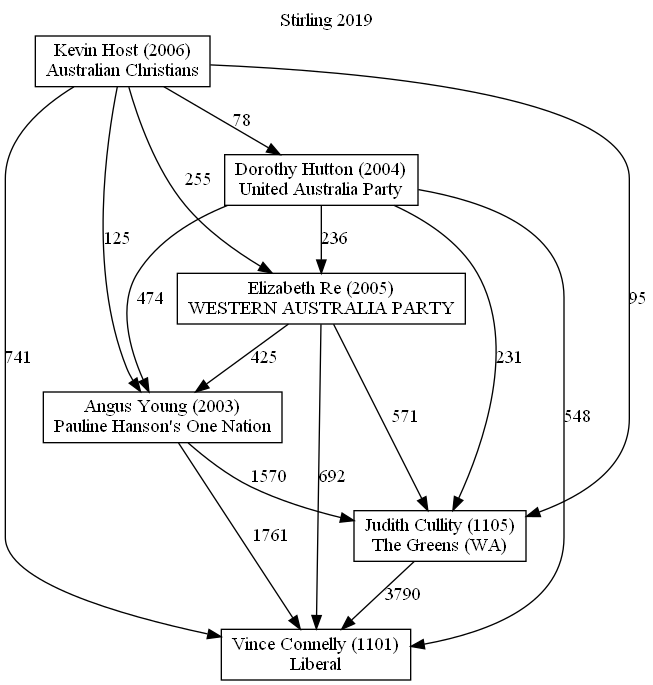 Stirling 2019
Kevin Host (2006)
Australian Christians
78
Dorothy Hutton (2004)
United Australia Party
255
125
236
474
95
Elizabeth Re (2005)
WESTERN AUSTRALIA PARTY
741
425
231
571
548
Angus Young (2003)
Pauline Hanson's One Nation
1570
692
1761
Judith Cullity (1105)
The Greens (WA)
3790
Vince Connelly (1101)
Liberal